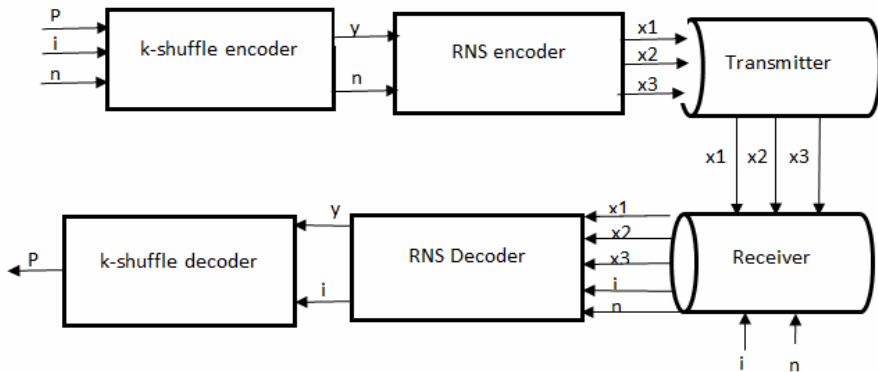 P
i
n
k-shuffle encoder
y
n
RNS encoder
x1
x2
x3
Transmitter
x1
x2
x3
P
k-shuffle decoder
y
i
RNS Decoder
x1
x2
x3
i
n
Receiver
i
n